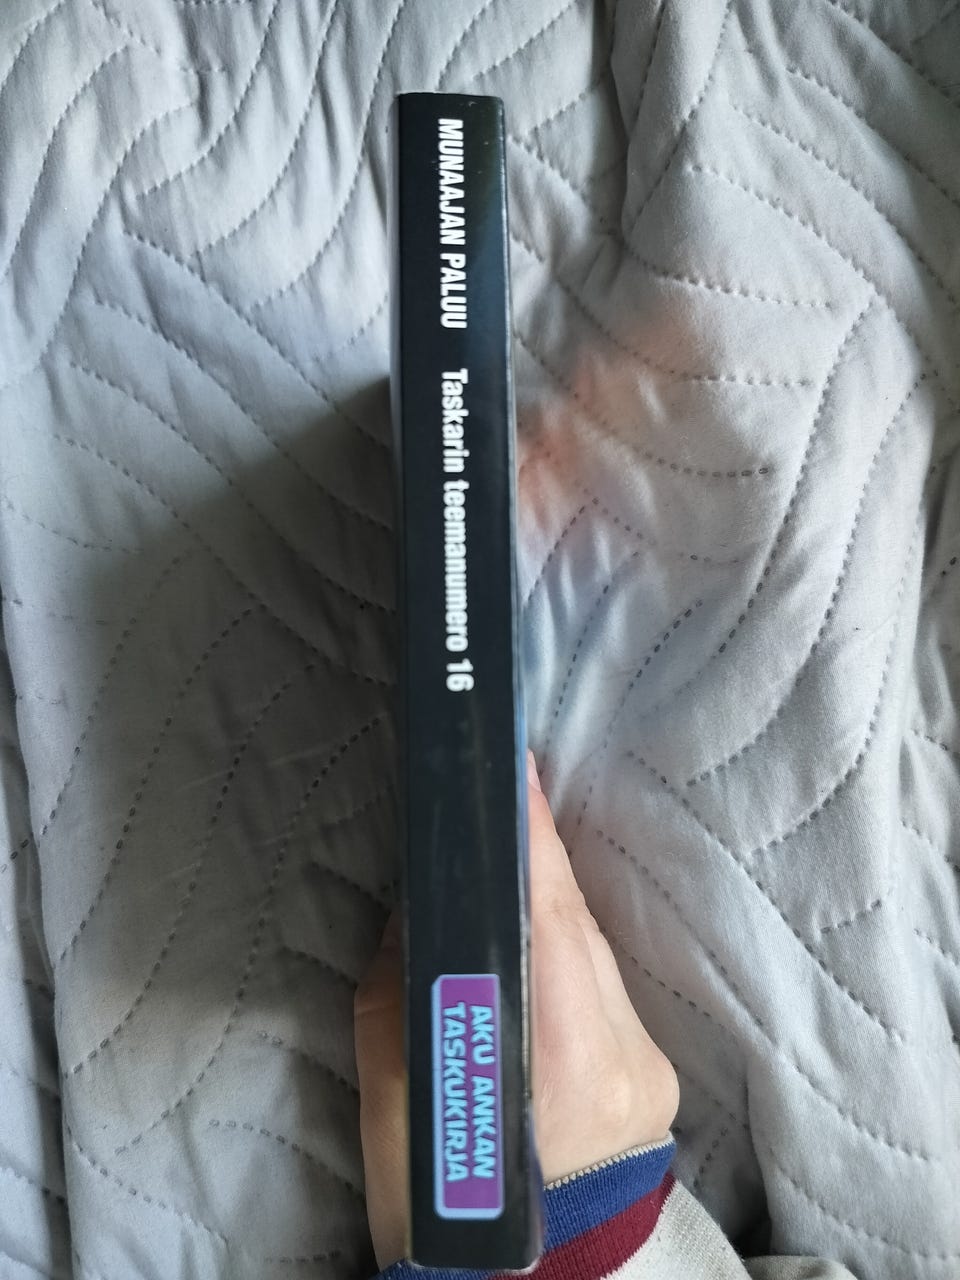 MUNAAJAN PALUU Taskarin teemanumero 16
AKU ANKAN
TASKUKIRJA